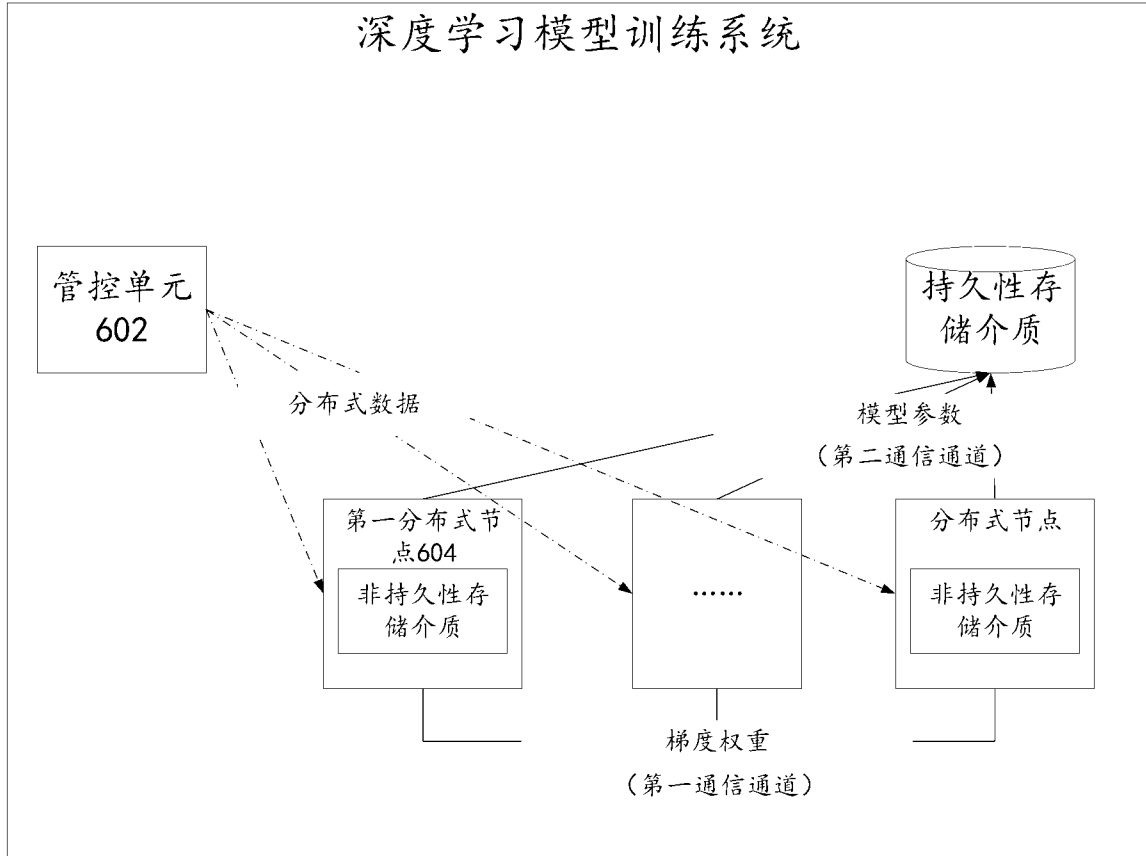 深度学习模型训练系统
管控单元
602
持久性存
储介质
分布式数据
模型参数
（第二通信通道）
第一分布式节
点604
非持久性存
储介质
……
分布式节点
非持久性存
储介质
梯度权重
（第一通信通道）